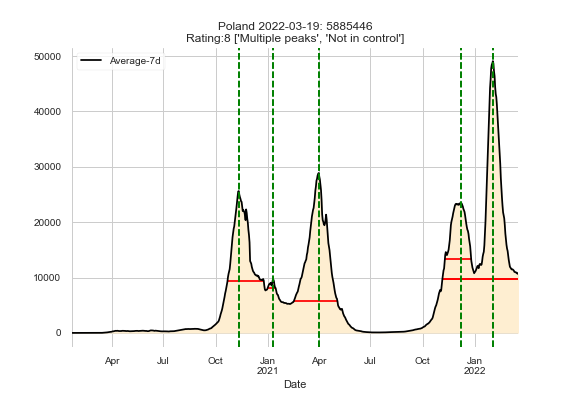 Poland 2022-03-19: 5885446
Rating:8 ['Multiple peaks', 'Not in control']
Average-7d
50000
40000
30000
20000
10000
0
Apr Jul Oct Jan Apr Jul Oct Jan
2021 2022
Date